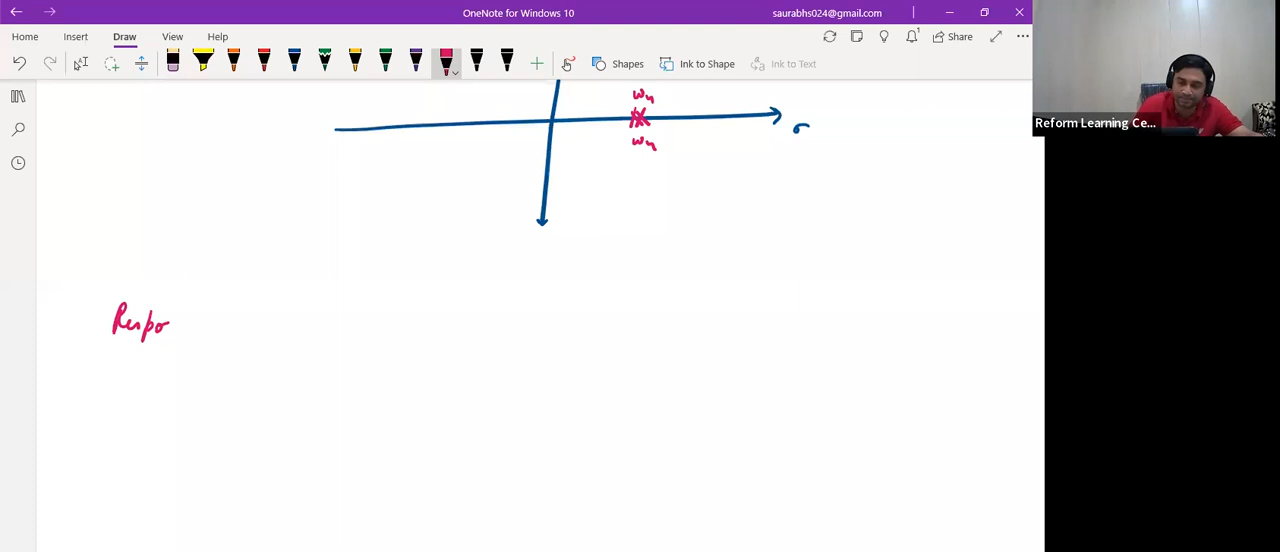 OneNote for Windows 10
saurabhs024@gmail.com
Home Insert Draw View Help
1
Share
Shapes
Ink to Shape
Ink to Text
Reform Learning Ce...
ωn
σ
ωn
Respo